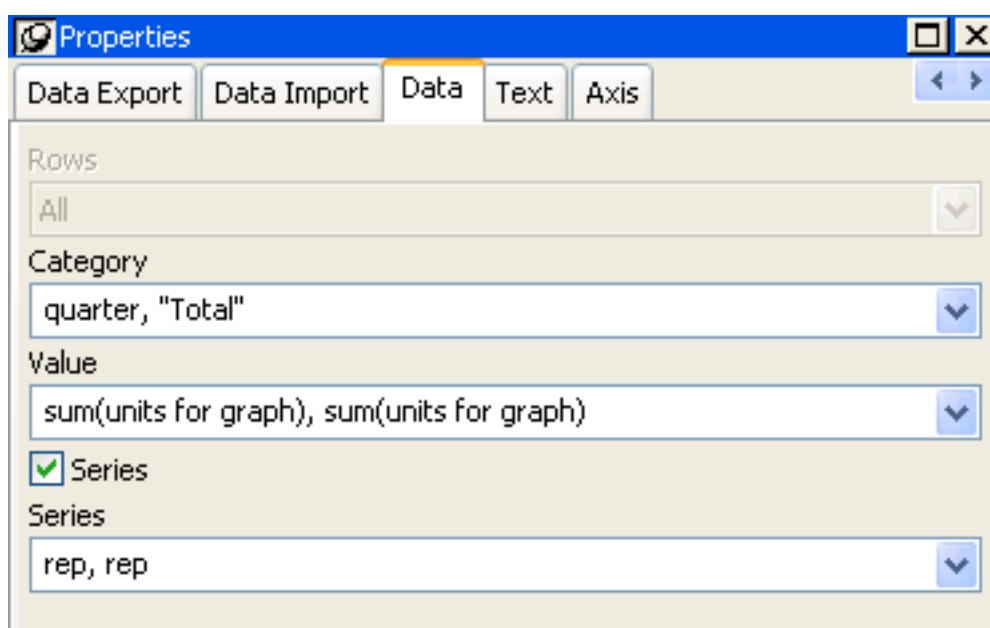 Properties
Data Export Data Import Data Text Axis
Rows
All
Category
quarter, "Total"
Value
sum(units for graph), sum(units for graph)
Series
Series
rep, rep